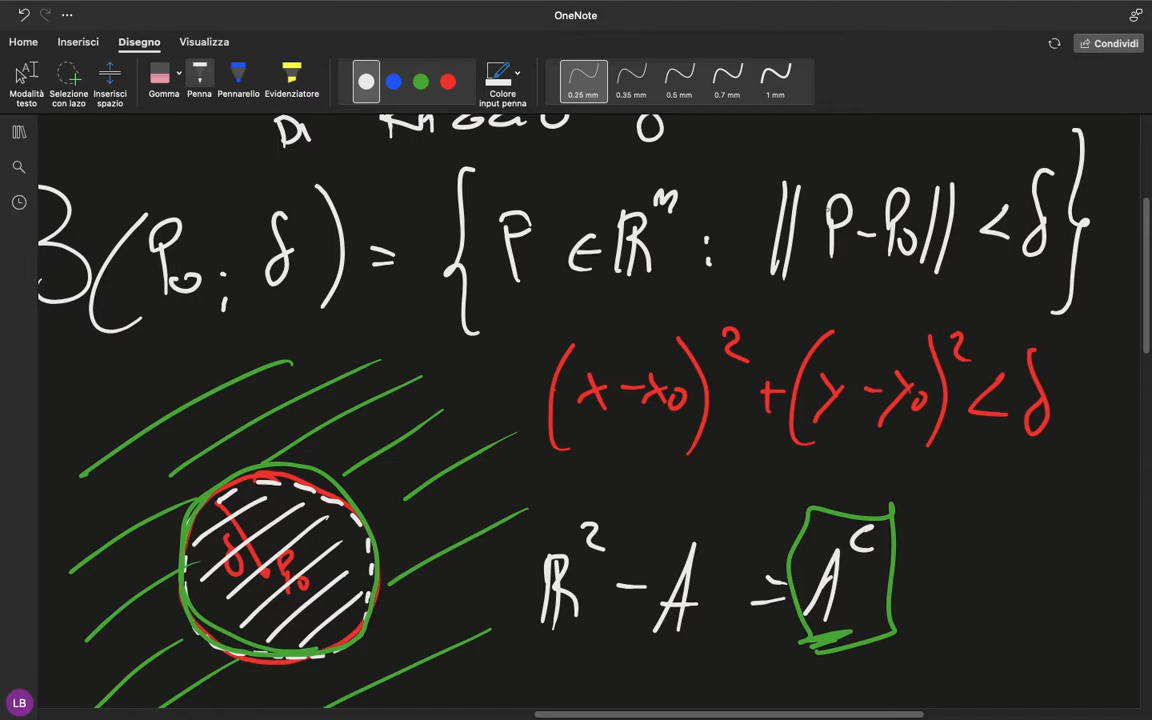 OneNote
Home Inserisci Disegno Visualizza
Condividi
Modalità testo
Selezione con lazo
Inserisci spazio
Gomma
Penna
Pennarello
Evidenziatore
Colore input penna
0.25 mm
0.35 mm
0.5 mm
0.7 mm
1 mm
Di RAGGIO δ
B(P₀; δ) = {P ∈ ℝⁿ : ||P-P₀|| < δ}
(x-x₀)² + (y-y₀)² < δ
δ P₀
ℝ² - A = Aᶜ
LB